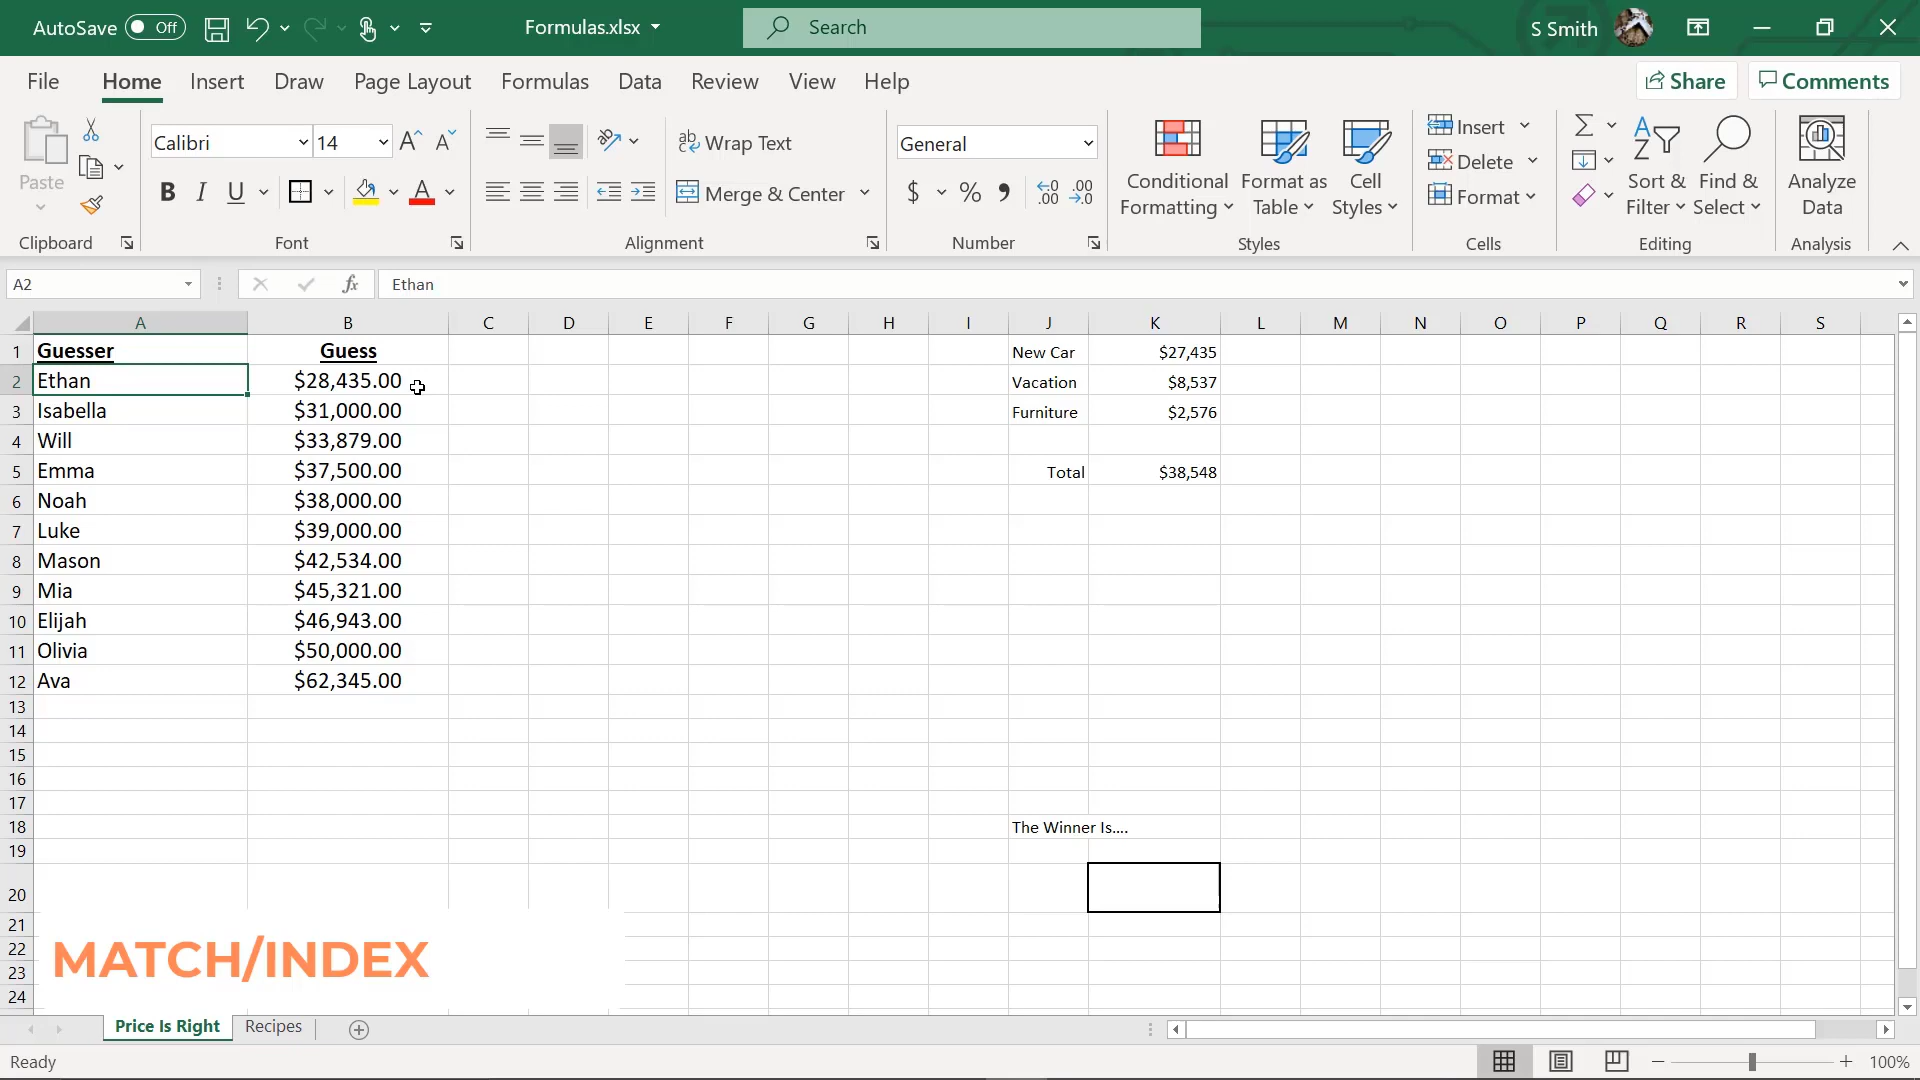 AutoSave Off Formulas.xlsx Search S Smith
File Home Insert Draw Page Layout Formulas Data Review View Help Share Comments
Paste Calibri 14 A A Wrap Text General Conditional Formatting Format as Table Cell Styles Insert Delete Format Sort & Filter Find & Select Analyze Data
B I U A Merge & Center $ % , .00 .00
Clipboard Font Alignment Number Styles Cells Editing Analysis
A2 fx Ethan
A B C D E F G H I J K L M N O P Q R S
1 Guesser Guess New Car $27,435
2 Ethan $28,435.00 Vacation $8,537
3 Isabella $31,000.00 Furniture $2,576
4 Will $33,879.00
5 Emma $37,500.00 Total $38,548
6 Noah $38,000.00
7 Luke $39,000.00
8 Mason $42,534.00
9 Mia $45,321.00
10 Elijah $46,943.00
11 Olivia $50,000.00
12 Ava $62,345.00
13
14
15
16
17
18 The Winner Is....
19
20
21
22
23
24
MATCH/INDEX
Price Is Right Recipes
Ready 100%